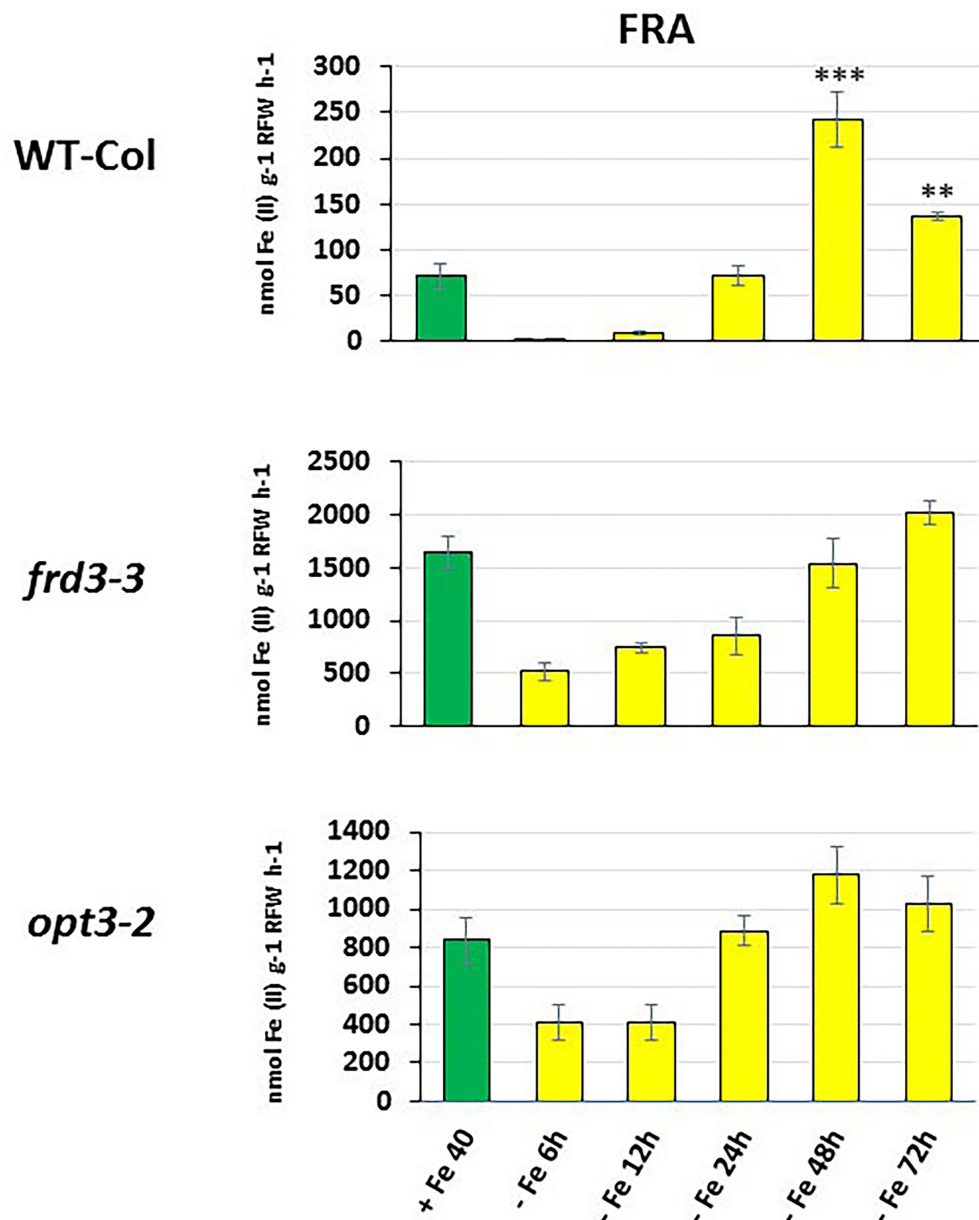 FRA
WT-Col
nmol Fe (II) g-1 RFW h-1
300
250
200
150
100
50
0
***
**
frd3-3
nmol Fe (II) g-1 RFW h-1
2500
2000
1500
1000
500
0
opt3-2
nmol Fe (II) g-1 RFW h-1
1400
1200
1000
800
600
400
200
0
+ Fe 40
- Fe 6h
- Fe 12h
- Fe 24h
- Fe 48h
- Fe 72h